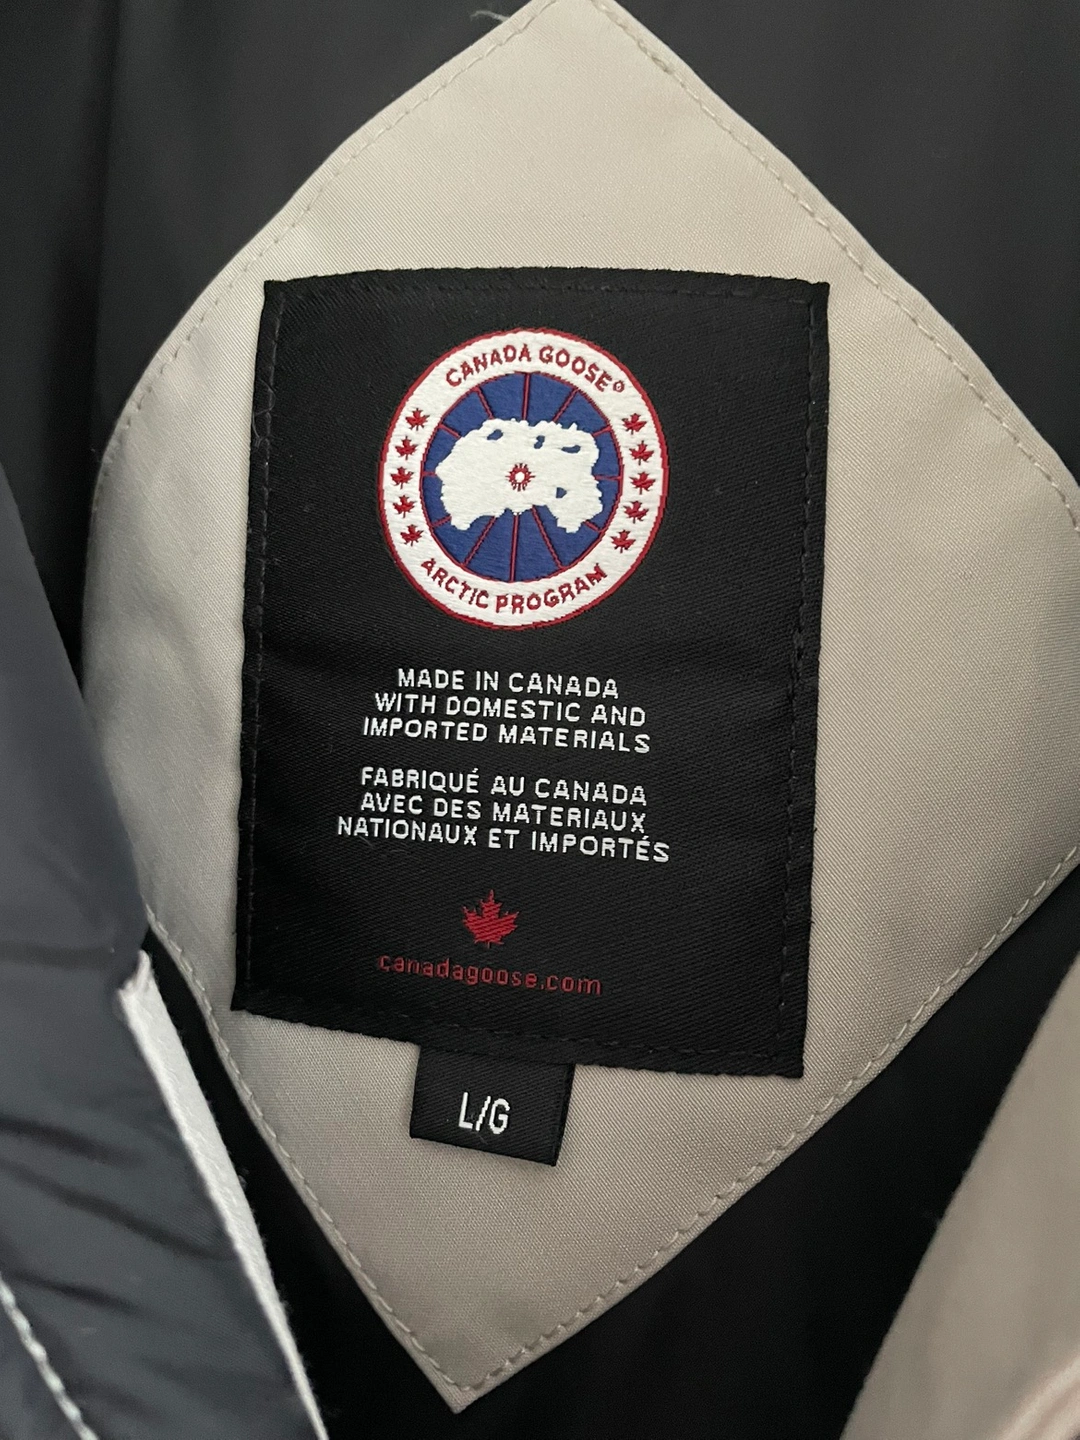 CANADA GOOSE®
ARCTIC PROGRAM
MADE IN CANADA
WITH DOMESTIC AND
IMPORTED MATERIALS
FABRIQUÉ AU CANADA
AVEC DES MATERIAUX
NATIONAUX ET IMPORTÉS
canadagoose.com
L/G